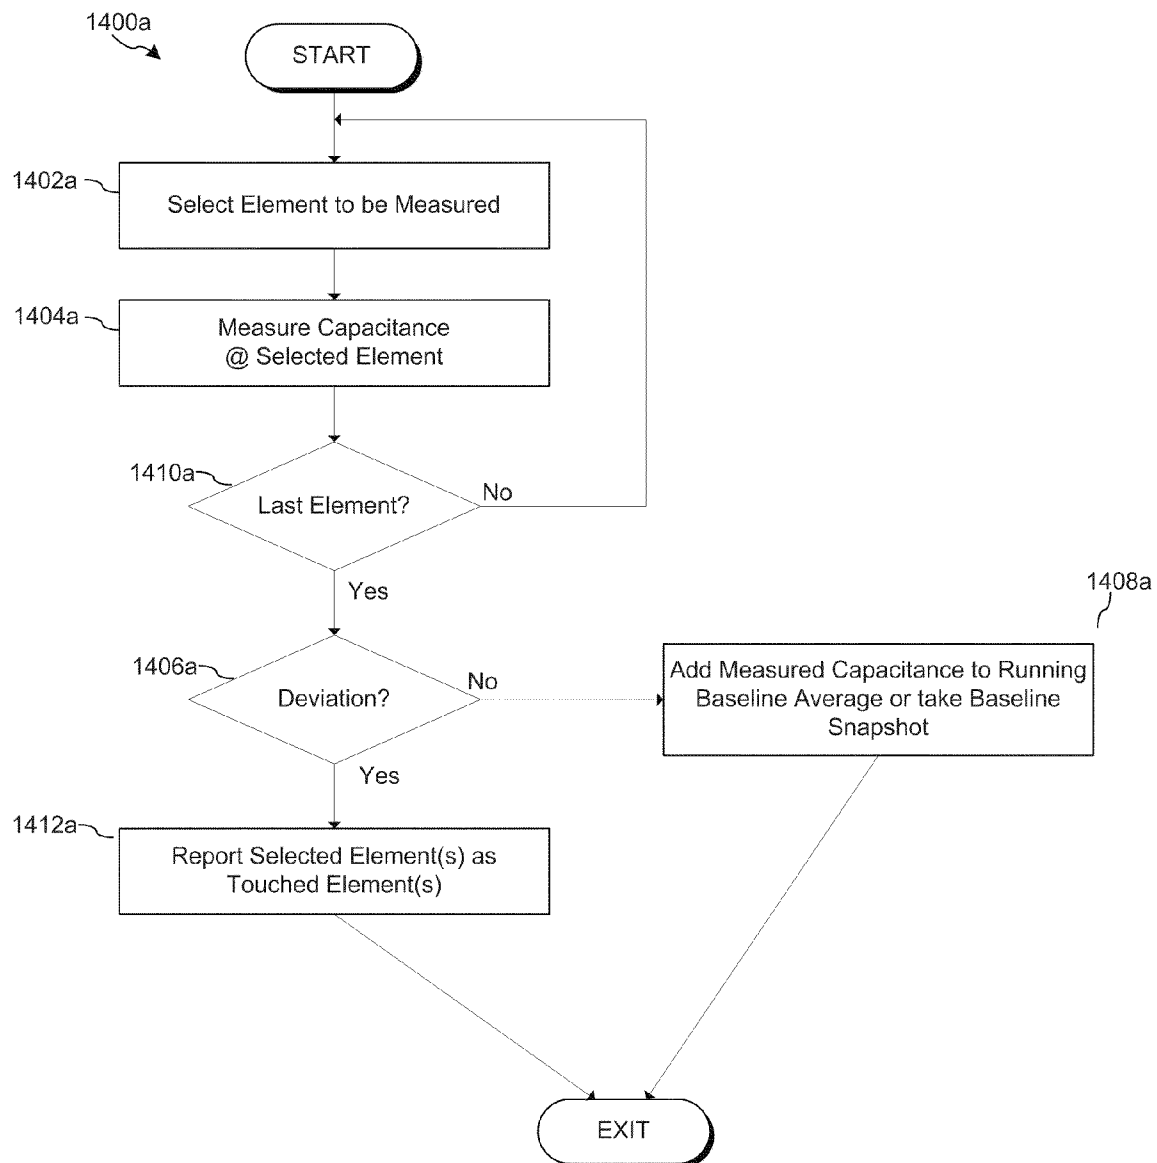 1400a
START
1402a
Select Element to be Measured
1404a
Measure Capacitance
@ Selected Element
1410a
Last Element?
No
Yes
1408a
1406a
Deviation?
No
Add Measured Capacitance to Running
Baseline Average or take Baseline
Snapshot
Yes
1412a
Report Selected Element(s) as
Touched Element(s)
EXIT